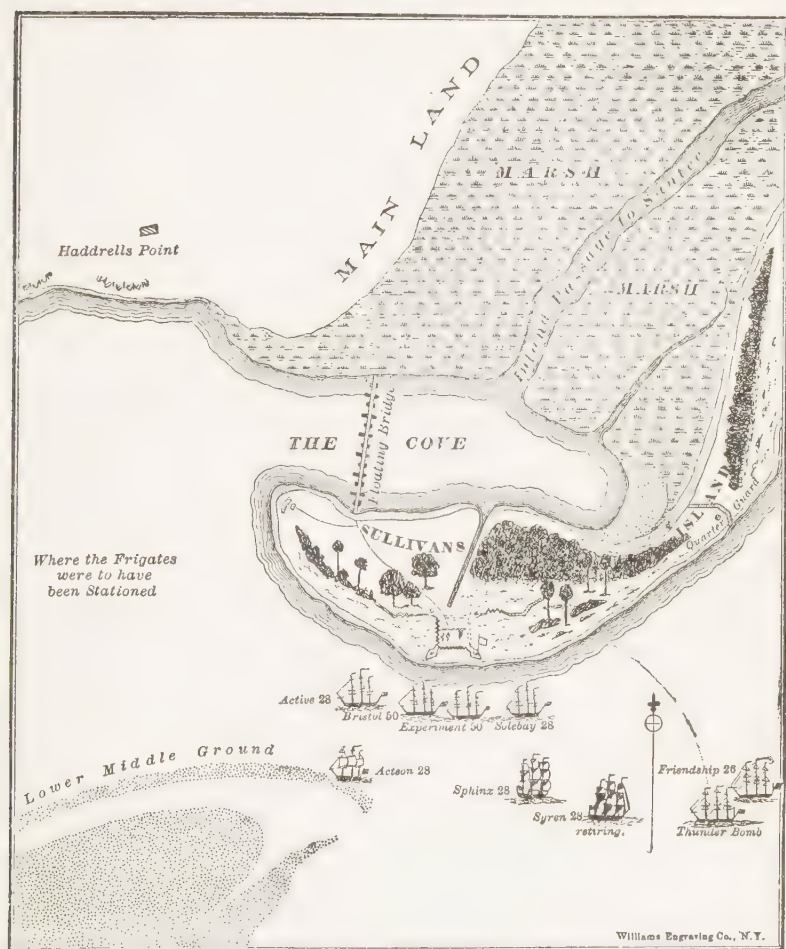 MAIN LAND
MARSH
Inland Passage to Santee
Haddrells Point
MARSH
THE COVE
Floating Bridge
SULLIVANS
ISLAND
Quarter Guard
Where the Frigates
were to have
been Stationed
Active 28
Bristol 50
Experiment 50
Solebay 28
Lower Middle Ground
Acteon 28
Sphinx 28
Syren 28
retiring.
Friendship 26
Thunder Bomb
Williams Engraving Co., N.Y.